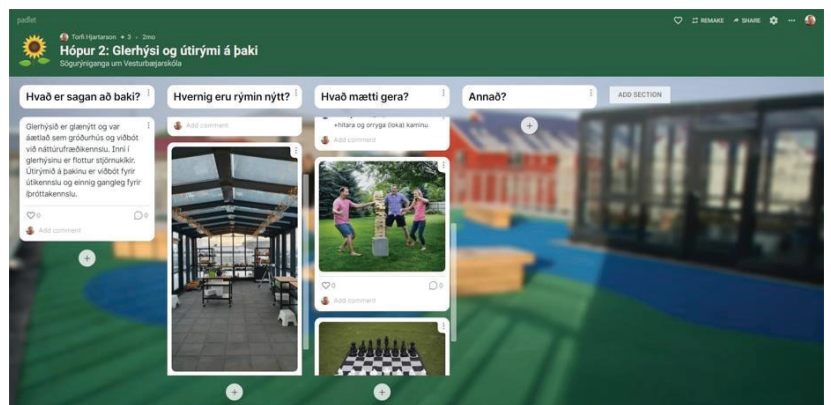 padlet
Torfi Hjartarson • 3 • 2mo
Hópur 2: Glerhýsi og útirými á þaki
Sögurýniganga um Vesturbæjarskóla
REMAKE
SHARE
Hvað er sagan að baki?
Hvernig eru rýmin nýtt?
Hvað mætti gera?
Annað?
ADD SECTION
Glerhýsið er glænýtt og var
áætlað sem gróðurhús og viðbót
við náttúrufræðikennslu. Inni í
glerhýsinu er flottur stjörnukíkir.
Útirýmið á þakinu er viðbót fyrir
útikennslu og einnig gangleg fyrir
íþróttakennslu.
0
0
Add comment
Add comment
+hitara og örryga (loka) kamínu
Add comment
0
0
Add comment